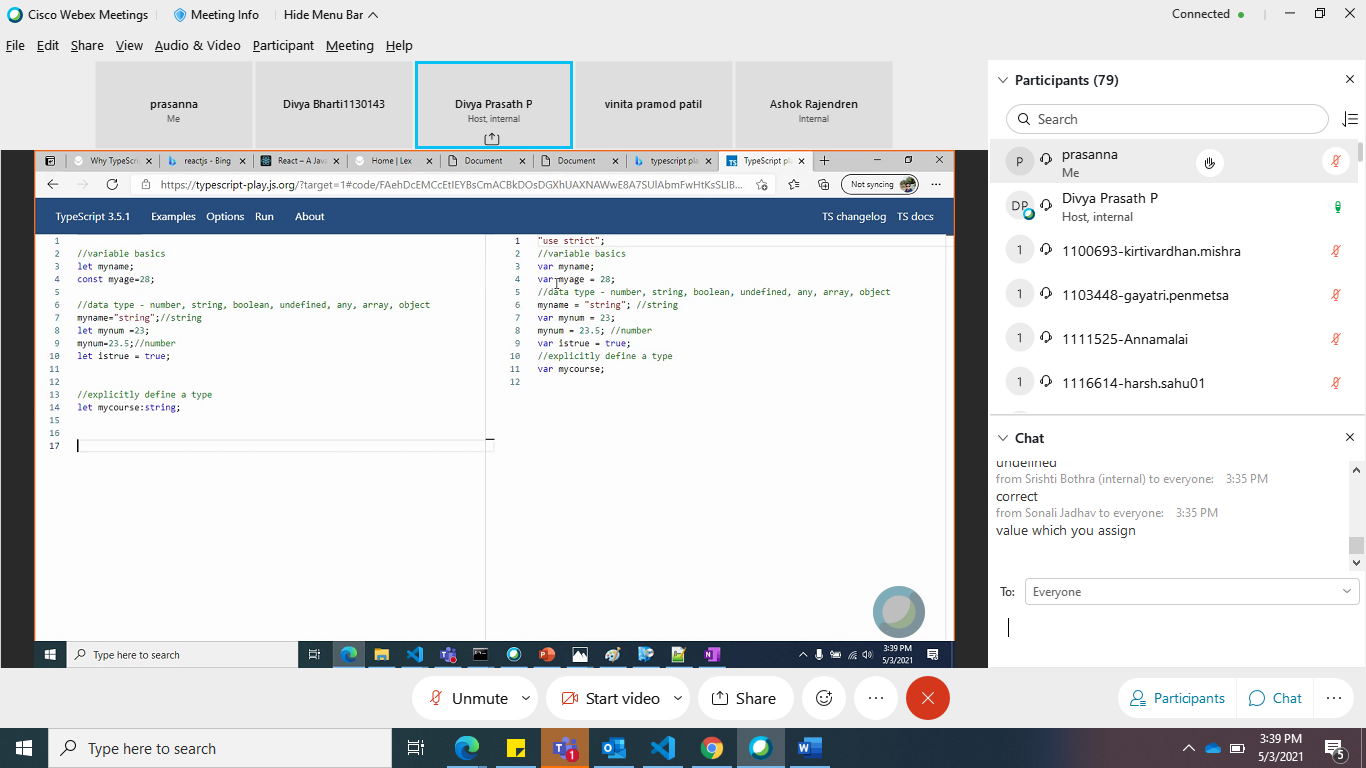 Cisco Webex Meetings
Meeting Info
Hide Menu Bar
Connected
File Edit Share View Audio & Video Participant Meeting Help
prasanna
Me
Divya Bharti1130143
Divya Prasath P
Host, internal
vinita pramod patil
Ashok Rajendren
Internal
Why TypeScri
reactjs - Bing
React – A Java
Home | Lex
Document
Document
typescript pla
TypeScript pl
https://typescript-play.js.org/?target=1#code/
Not syncing
TypeScript 3.5.1 Examples Options Run About
TS changelog TS docs
1
2 //variable basics
3 let myname;
4 const myage=28;
5
6 //data type - number, string, boolean, undefined, any, array, object
7 myname="string";//string
8 let mynum =23;
9 mynum=23.5;//number
10 let istrue = true;
11
12
13 //explicitly define a type
14 let mycourse:string;
15
16
17
1 "use strict";
2 //variable basics
3 var myname;
4 var myage = 28;
5 //data type - number, string, boolean, undefined, any, array, object
6 myname = "string"; //string
7 var mynum = 23;
8 mynum = 23.5; //number
9 var istrue = true;
10 //explicitly define a type
11 var mycourse;
12
Type here to search
3:39 PM
5/3/2021
Participants (79)
Search
P
prasanna
Me
DP
Divya Prasath P
Host, internal
1 1100693-kirtivardhan.mishra
1 1103448-gayatri.penmetsa
1 1111525-Annamalai
1 1116614-harsh.sahu01
Chat
undefined
from Srishti Bothra (internal) to everyone: 3:35 PM
correct
from Sonali Jadhav to everyone: 3:35 PM
value which you assign
To: Everyone
Unmute
Start video
Share
Participants
Chat
Type here to search
1
3:39 PM
5/3/2021
5